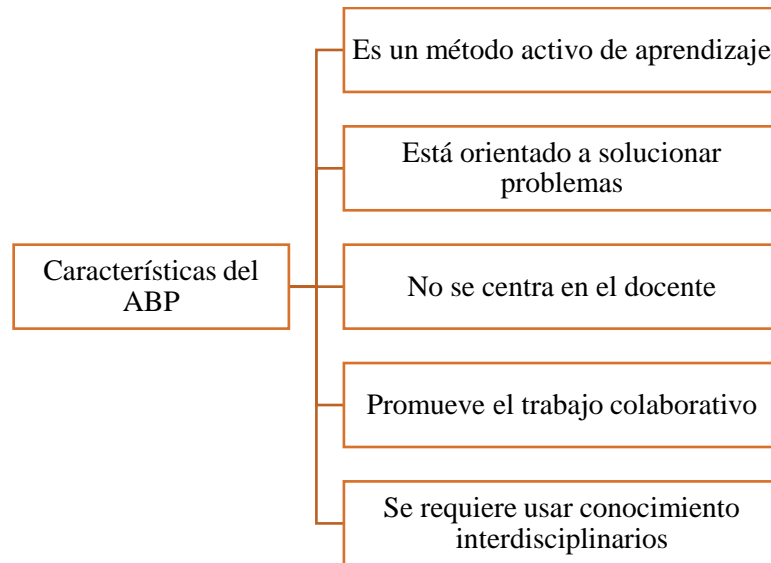 Es un método activo de aprendizaje
Está orientado a solucionar
problemas
Características del
ABP
No se centra en el docente
Promueve el trabajo colaborativo
Se requiere usar conocimiento
interdisciplinarios